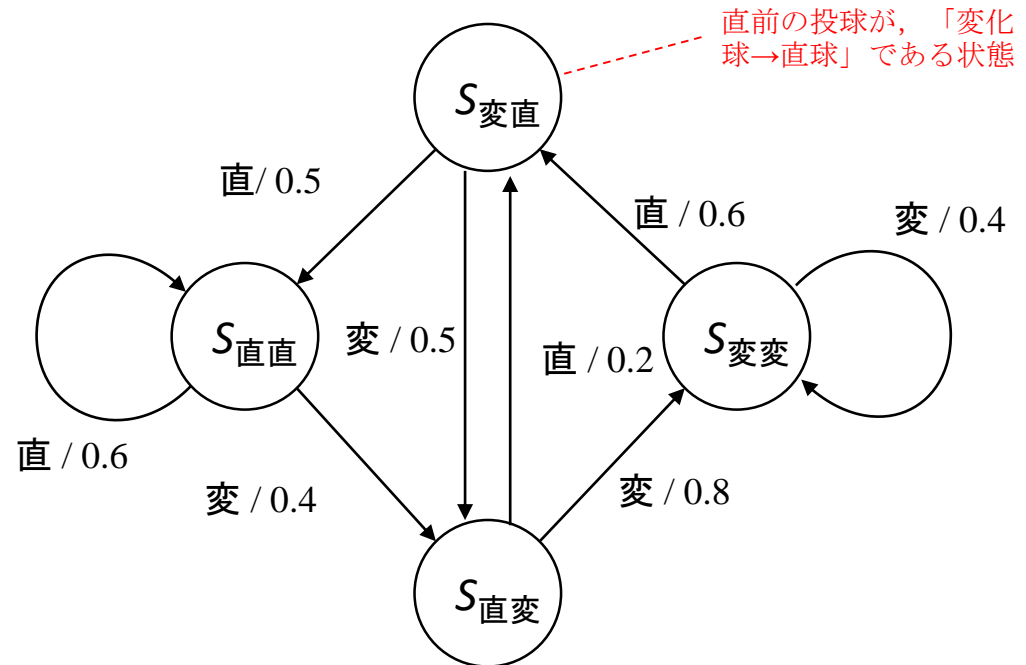 直前の投球が，「変化
球→直球」である状態
S変直
直/ 0.5
直 / 0.6
変 / 0.4
S直直
変 / 0.5
直 / 0.2
S変変
直 / 0.6
変 / 0.4
変 / 0.8
S直変